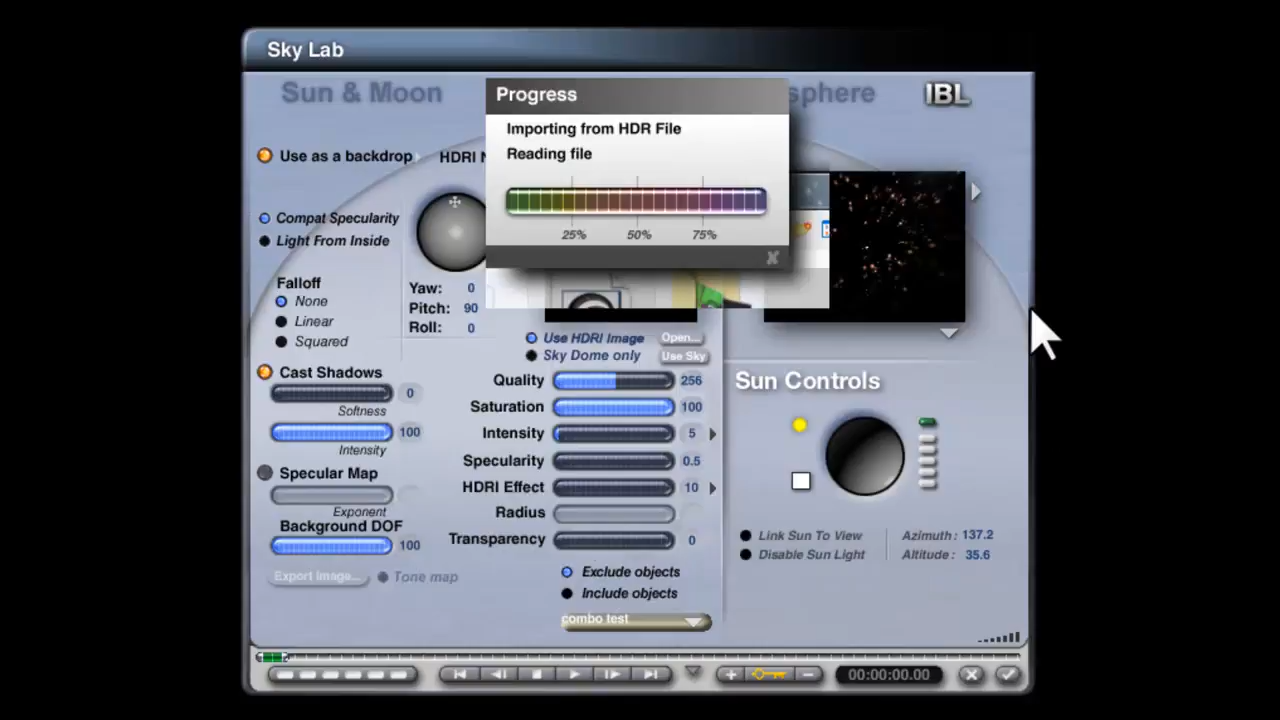 Sky Lab
Sun & Moon
sphere
IBL
Progress
Importing from HDR File
Reading file
25% 50% 75%
Use as a backdrop
HDRI
Compat Specularity
Light From Inside
Falloff
None
Linear
Squared
Yaw: 0
Pitch: 90
Roll: 0
Cast Shadows
0
Softness
100
Intensity
Specular Map
Exponent
Background DOF
100
Export Image...
Tone map
Use HDRI Image Open...
Sky Dome only Use Sky
Quality 256
Saturation 100
Intensity 5
Specularity 0.5
HDRI Effect 10
Radius
Transparency 0
Exclude objects
Include objects
combo test
Sun Controls
Link Sun To View
Disable Sun Light
Azimuth: 137.2
Altitude: 35.6
00:00:00.00